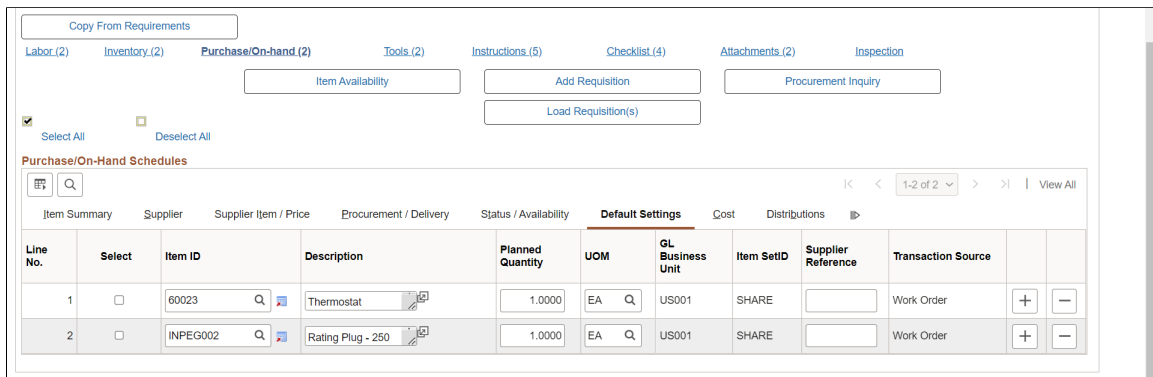 Copy From Requirements
Labor (2) Inventory (2) Purchase/On-hand (2) Tools (2) Instructions (5) Checklist (4) Attachments (2) Inspection
Item Availability Add Requisition Procurement Inquiry
Load Requisition(s)
Select All Deselect All
Purchase/On-Hand Schedules
1-2 of 2 View All
Item Summary Supplier Supplier Item / Price Procurement / Delivery Status / Availability Default Settings Cost Distributions
Line No. Select Item ID Description Planned Quantity UOM GL Business Unit Item SetID Supplier Reference Transaction Source
1 60023 Thermostat 1.0000 EA US001 SHARE Work Order
2 INPEG002 Rating Plug - 250 1.0000 EA US001 SHARE Work Order